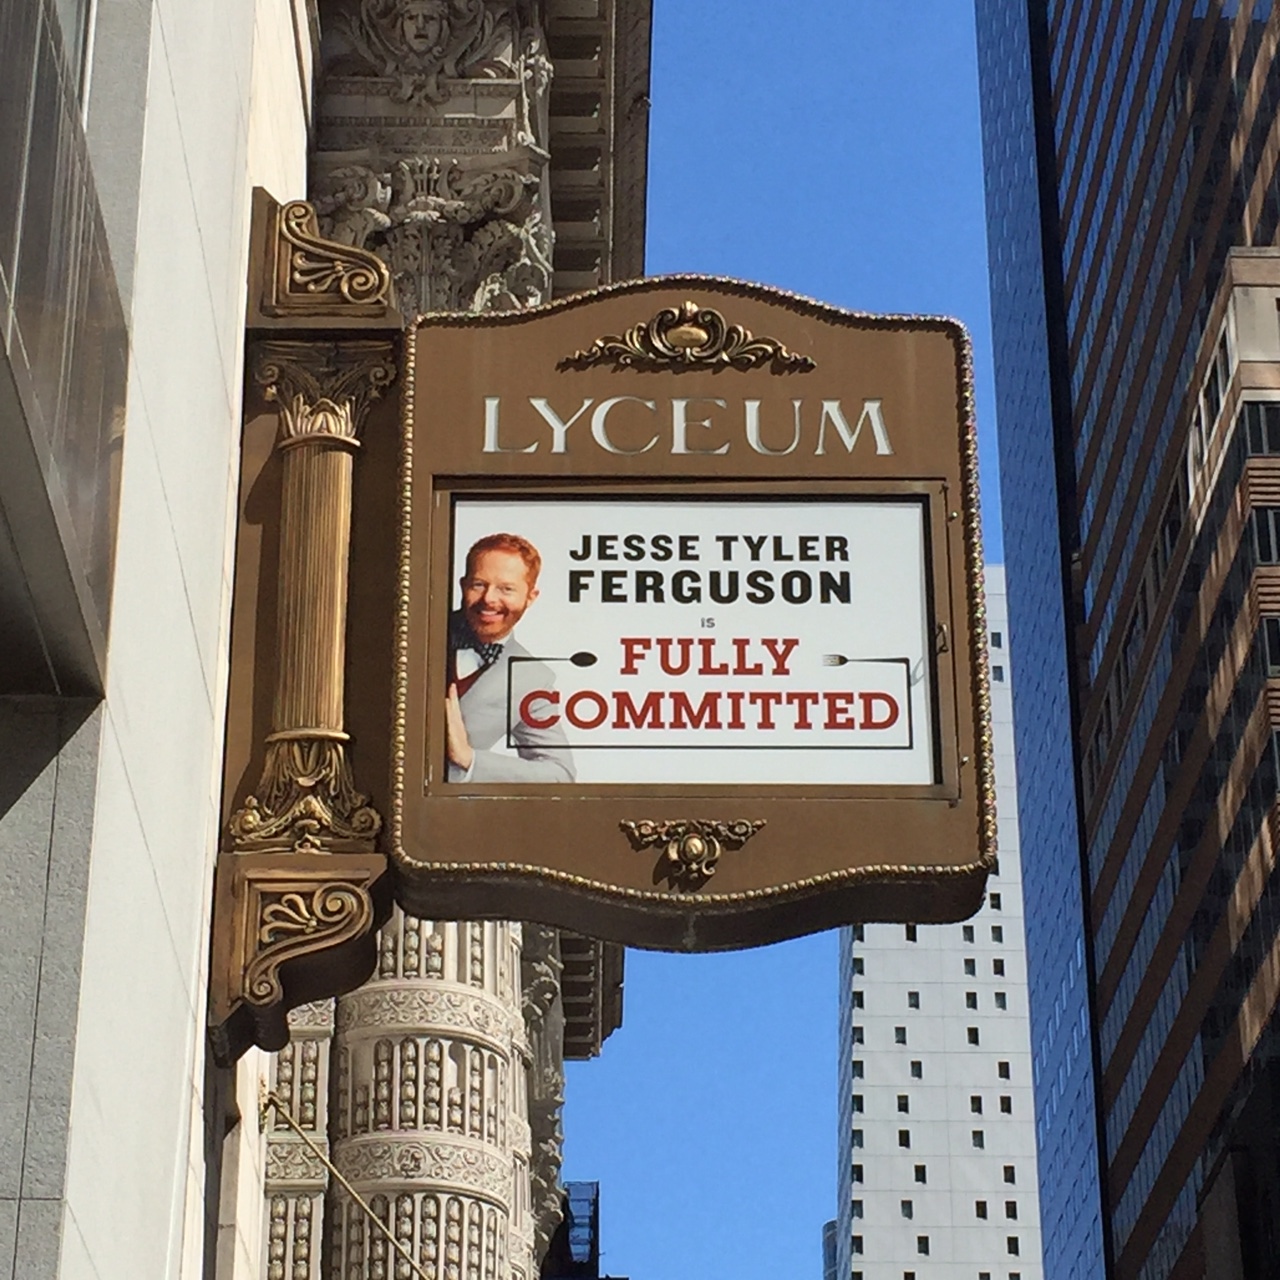 LYCEUM
JESSE TYLER
FERGUSON
IS
FULLY
COMMITTED